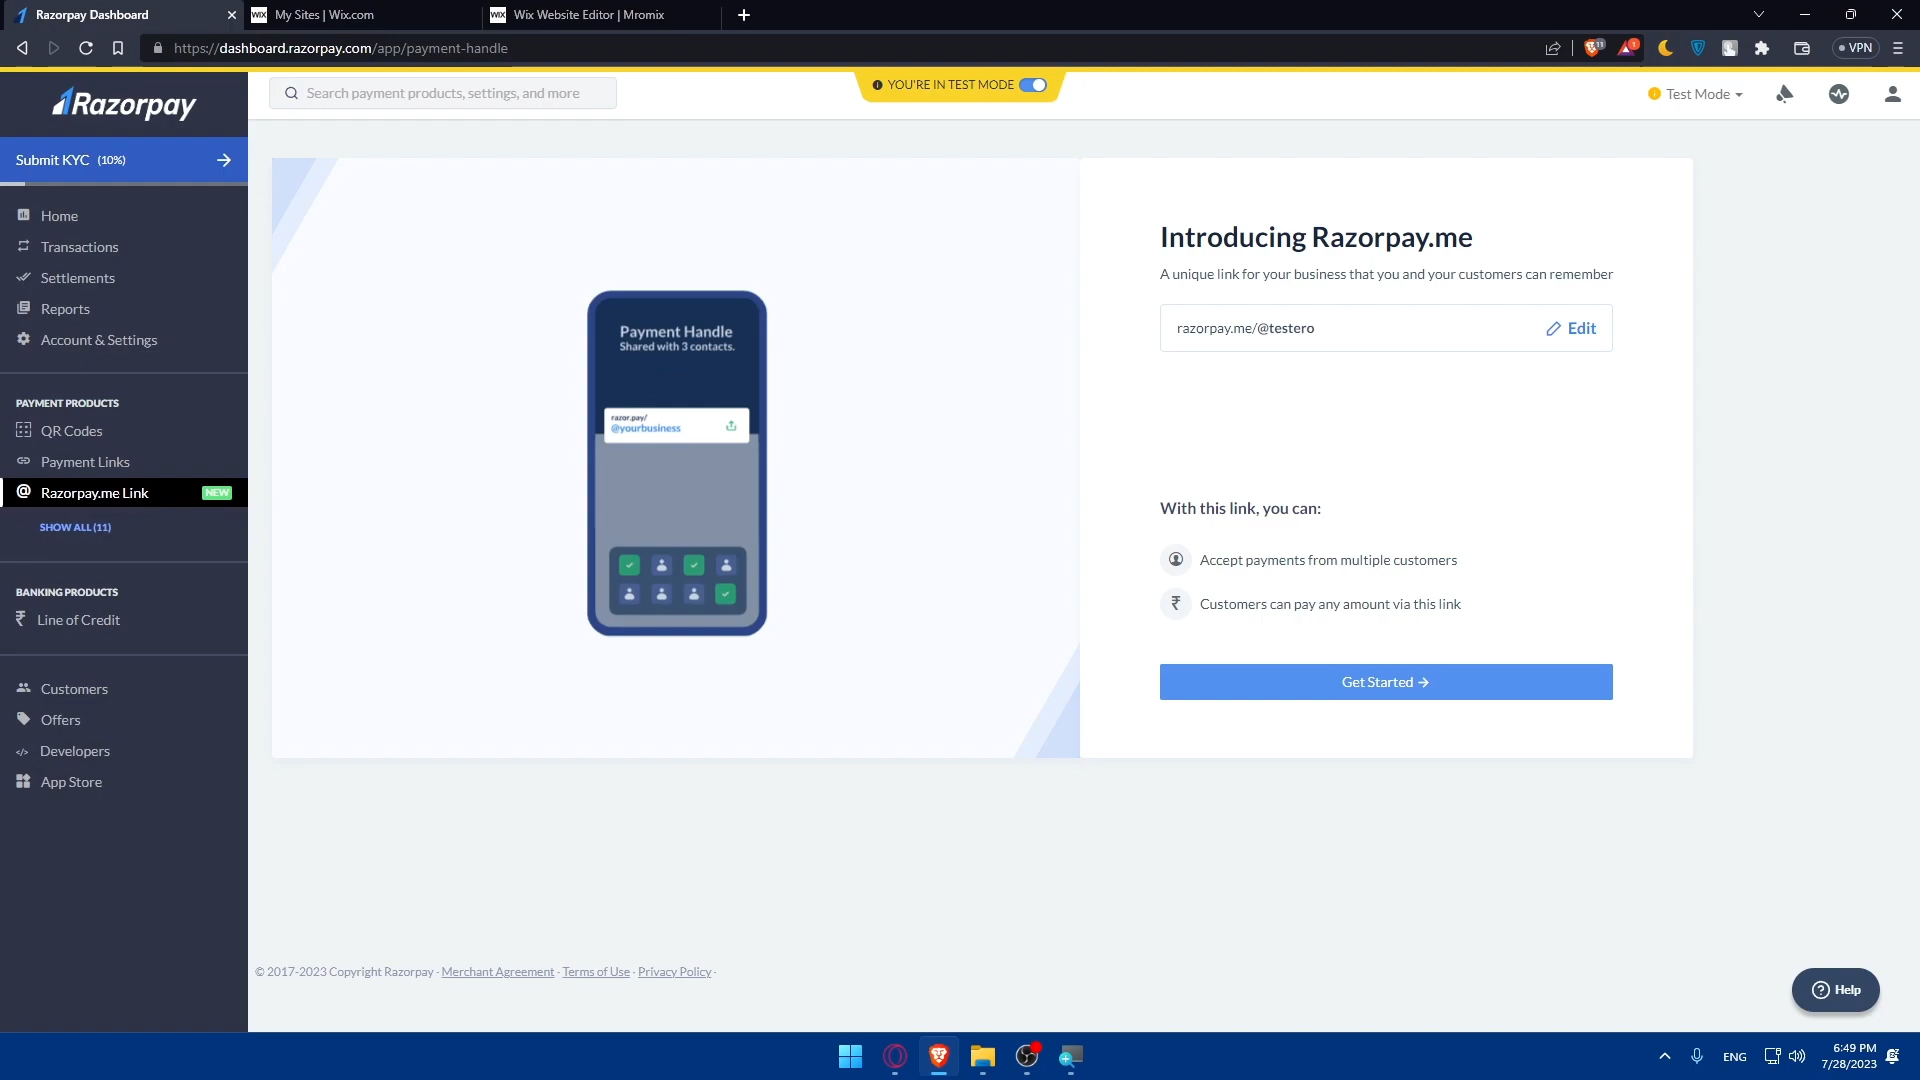 Razorpay Dashboard
WIX My Sites | Wix.com
WIX Wix Website Editor | Mromix
https://dashboard.razorpay.com/app/payment-handle
11
1
VPN
Razorpay
Search payment products, settings, and more
YOU'RE IN TEST MODE
Test Mode
Submit KYC (10%)
Home
Transactions
Settlements
Reports
Account & Settings
PAYMENT PRODUCTS
QR Codes
Payment Links
@ Razorpay.me Link NEW
SHOW ALL (11)
BANKING PRODUCTS
₹ Line of Credit
Customers
Offers
Developers
App Store
Payment Handle
Shared with 3 contacts.
razor.pay/
@yourbusiness
Introducing Razorpay.me
A unique link for your business that you and your customers can remember
razorpay.me/@testero
Edit
With this link, you can:
Accept payments from multiple customers
₹ Customers can pay any amount via this link
Get Started →
© 2017-2023 Copyright Razorpay · Merchant Agreement · Terms of Use · Privacy Policy ·
? Help
ENG
6:49 PM
7/28/2023